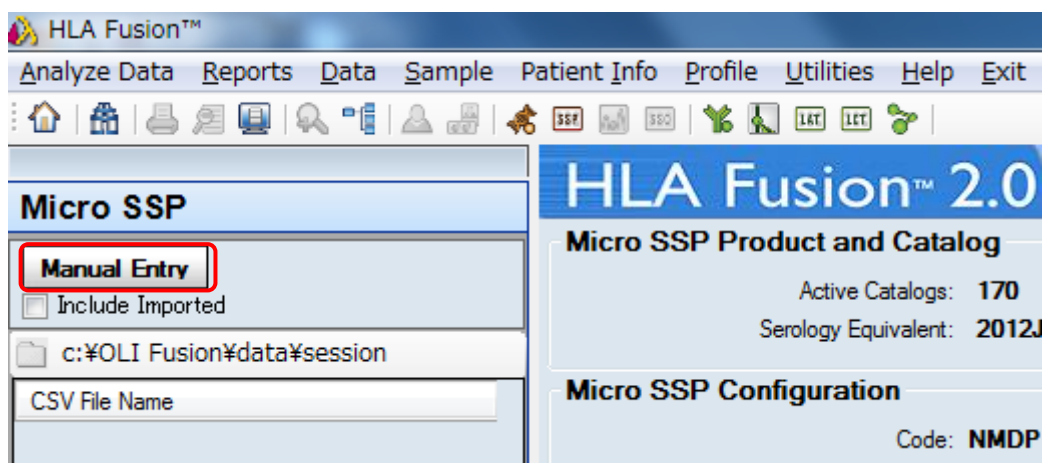 HLA Fusion™
Analyze Data Reports Data Sample Patient Info Profile Utilities Help Exit
SSP SSO LAT LCT
Micro SSP
Manual Entry
Include Imported
c:¥OLI Fusion¥data¥session
CSV File Name
HLA Fusion™ 2.0
Micro SSP Product and Catalog
Active Catalogs: 170
Serology Equivalent: 2012J
Micro SSP Configuration
Code: NMDP